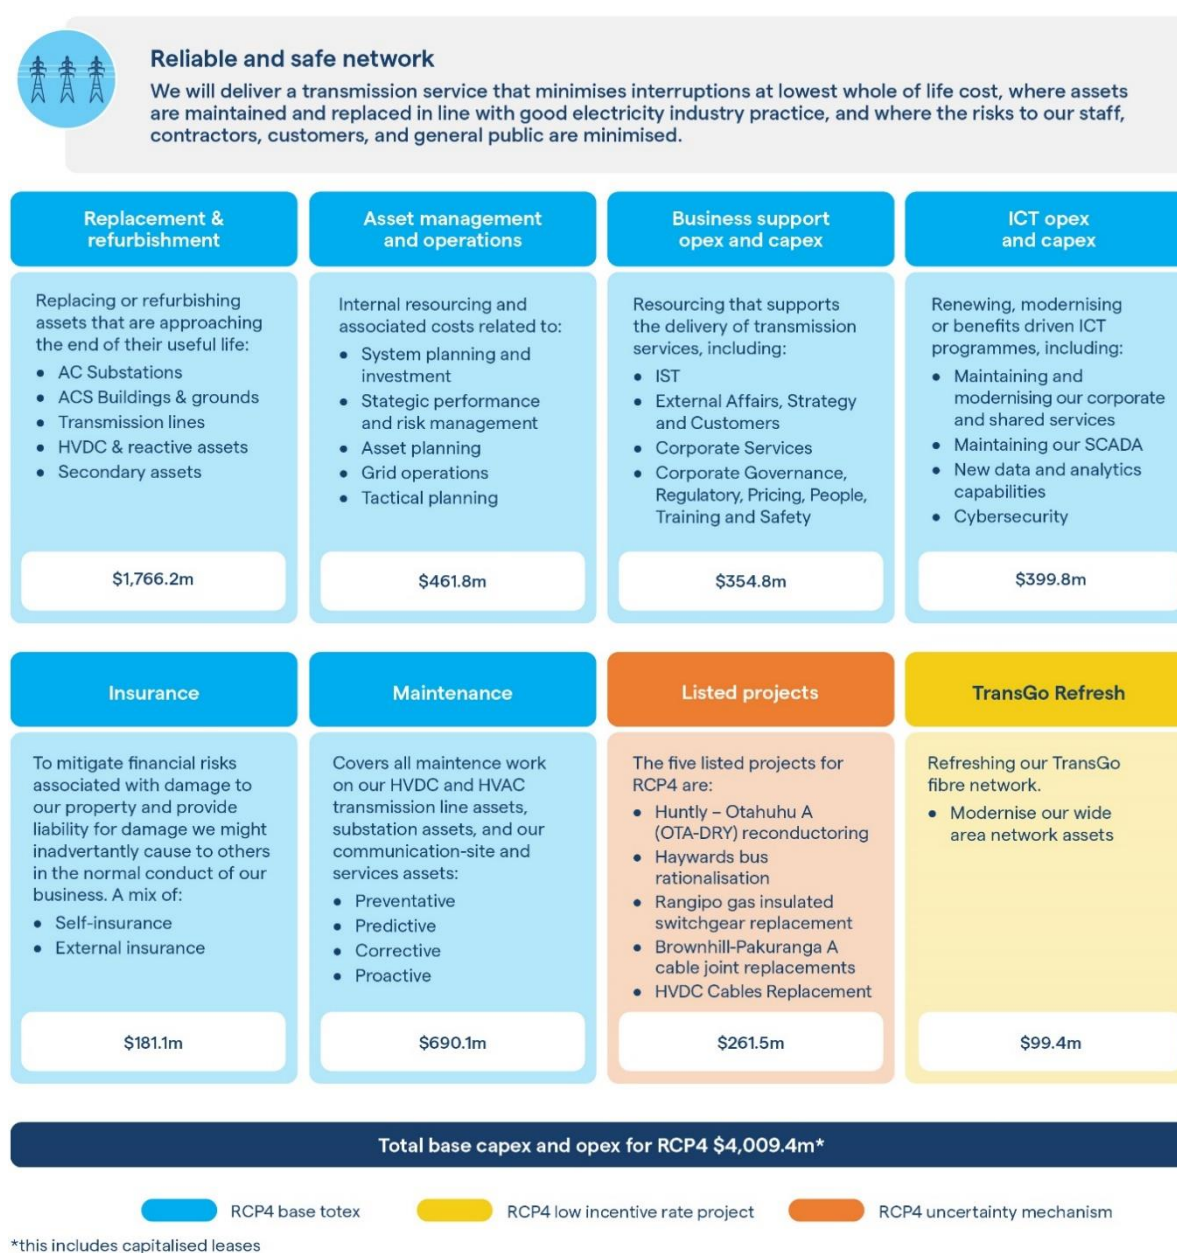 Reliable and safe network
We will deliver a transmission service that minimises interruptions at lowest whole of life cost, where assets
are maintained and replaced in line with good electricity industry practice, and where the risks to our staff,
contractors, customers, and general public are minimised.
Replacement &
refurbishment
Replacing or refurbishing
assets that are approaching
the end of their useful life:
• AC Substations
• ACS Buildings & grounds
• Transmission lines
• HVDC & reactive assets
• Secondary assets
$1,766.2m
Asset management
and operations
Internal resourcing and
associated costs related to:
• System planning and
investment
• Stategic performance
and risk management
• Asset planning
• Grid operations
• Tactical planning
$461.8m
Business support
opex and capex
Resourcing that supports
the delivery of transmission
services, including:
• IST
• External Affairs, Strategy
and Customers
• Corporate Services
• Corporate Governance,
Regulatory, Pricing, People,
Training and Safety
$354.8m
ICT opex
and capex
Renewing, modernising
or benefits driven ICT
programmes, including:
• Maintaining and
modernising our corporate
and shared services
• Maintaining our SCADA
• New data and analytics
capabilities
• Cybersecurity
$399.8m
Insurance
To mitigate financial risks
associated with damage to
our property and provide
liability for damage we might
inadvertantly cause to others
in the normal conduct of our
business. A mix of:
• Self-insurance
• External insurance
$181.1m
Maintenance
Covers all maintence work
on our HVDC and HVAC
transmission line assets,
substation assets, and our
communication-site and
services assets:
• Preventative
• Predictive
• Corrective
• Proactive
$690.1m
Listed projects
The five listed projects for
RCP4 are:
• Huntly – Otahuhu A
(OTA-DRY) reconductoring
• Haywards bus
rationalisation
• Rangipo gas insulated
switchgear replacement
• Brownhill-Pakuranga A
cable joint replacements
• HVDC Cables Replacement
$261.5m
TransGo Refresh
Refreshing our TransGo
fibre network.
• Modernise our wide
area network assets
$99.4m
Total base capex and opex for RCP4 $4,009.4m*
RCP4 base totex
RCP4 low incentive rate project
RCP4 uncertainty mechanism
*this includes capitalised leases